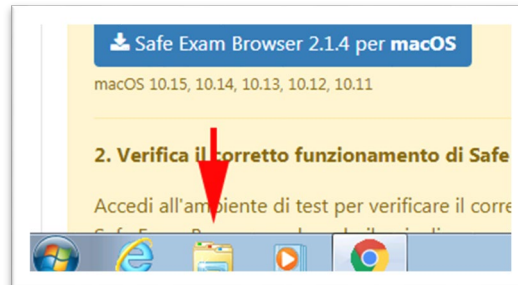 Safe Exam Browser 2.1.4 per macOS
macOS 10.15, 10.14, 10.13, 10.12, 10.11
2. Verifica il corretto funzionamento di Safe
Accedi all'ambiente di test per verificare il corre